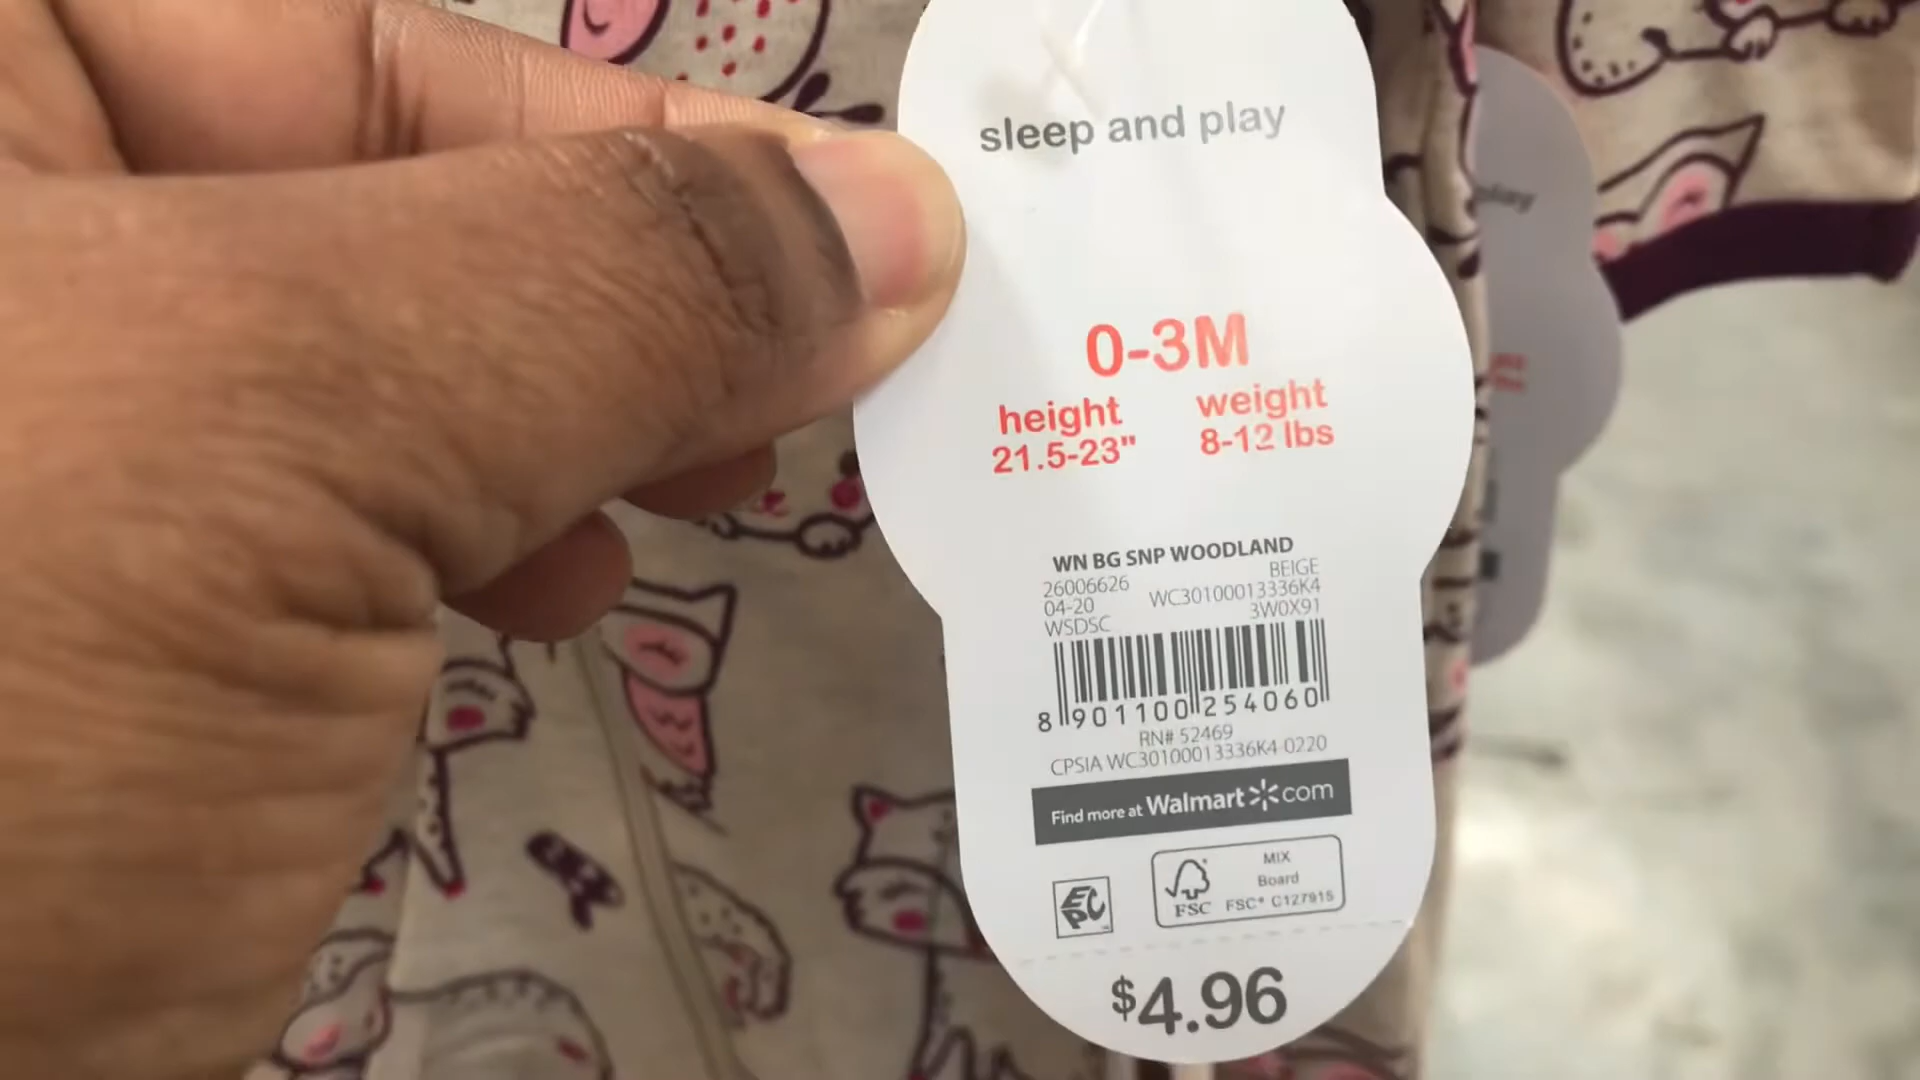 sleep and play
0-3M
height weight
21.5-23" 8-12 lbs
WN BG SNP WOODLAND
BEIGE
26006626 WC30100013336K4
04-20 3W0X91
WSDSC
8 901100 254060
RN# 52469
CPSIA WC30100013336K4 0220
Find more at Walmart com
EPC
FSC
MIX
Board
FSC® C127915
$4.96
play